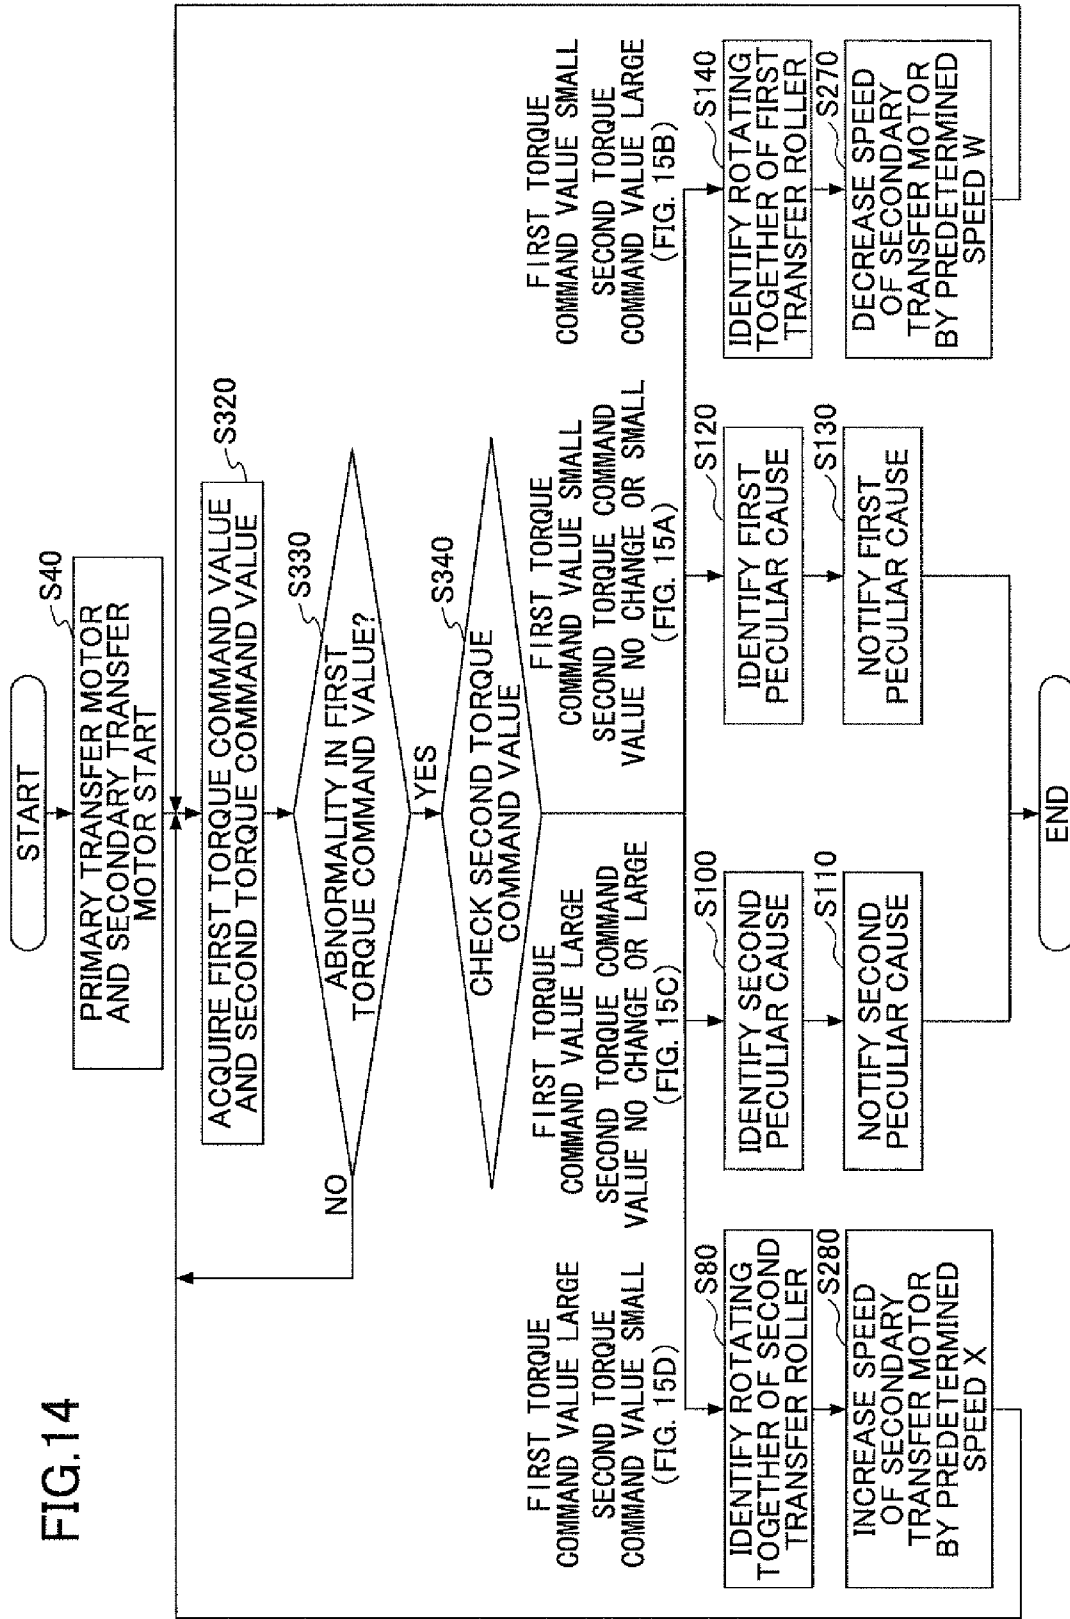 FIG.14
START
S40
PRIMARY TRANSFER MOTOR
AND SECONDARY TRANSFER
MOTOR START
S320
ACQUIRE FIRST TORQUE COMMAND VALUE
AND SECOND TORQUE COMMAND VALUE
S330
ABNORMALITY IN FIRST
TORQUE COMMAND VALUE?
NO
YES
S340
CHECK SECOND TORQUE
COMMAND VALUE
FIRST TORQUE
COMMAND VALUE LARGE
SECOND TORQUE
COMMAND VALUE SMALL
(FIG. 15D)
S80
IDENTIFY ROTATING
TOGETHER OF SECOND
TRANSFER ROLLER
S280
INCREASE SPEED
OF SECONDARY
TRANSFER MOTOR
BY PREDETERMINED
SPEED X
FIRST TORQUE
COMMAND VALUE LARGE
SECOND TORQUE COMMAND
VALUE NO CHANGE OR LARGE
(FIG. 15C)
S100
IDENTIFY SECOND
PECULIAR CAUSE
S110
NOTIFY SECOND
PECULIAR CAUSE
FIRST TORQUE
COMMAND VALUE SMALL
SECOND TORQUE COMMAND
VALUE NO CHANGE OR SMALL
(FIG. 15A)
S120
IDENTIFY FIRST
PECULIAR CAUSE
S130
NOTIFY FIRST
PECULIAR CAUSE
FIRST TORQUE
COMMAND VALUE SMALL
SECOND TORQUE
COMMAND VALUE LARGE
(FIG. 15B)
S140
IDENTIFY ROTATING
TOGETHER OF FIRST
TRANSFER ROLLER
S270
DECREASE SPEED
OF SECONDARY
TRANSFER MOTOR
BY PREDETERMINED
SPEED W
END